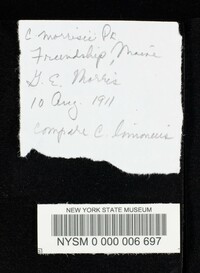 C morrisii Pk
Friendship, Maine
G. E. Morris
10 Aug. 1911
Compare C. limoneus
NEW YORK STATE MUSEUM
NYSM 0 000 006 697